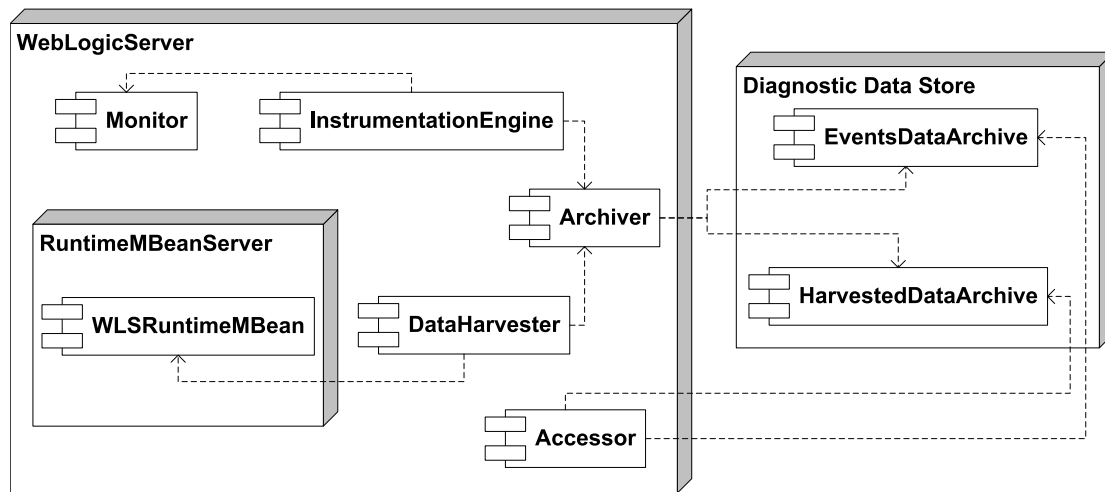 WebLogicServer
Diagnostic Data Store
Monitor
InstrumentationEngine
EventsDataArchive
Archiver
RuntimeMBeanServer
HarvestedDataArchive
WLSRuntimeMBean
DataHarvester
Accessor